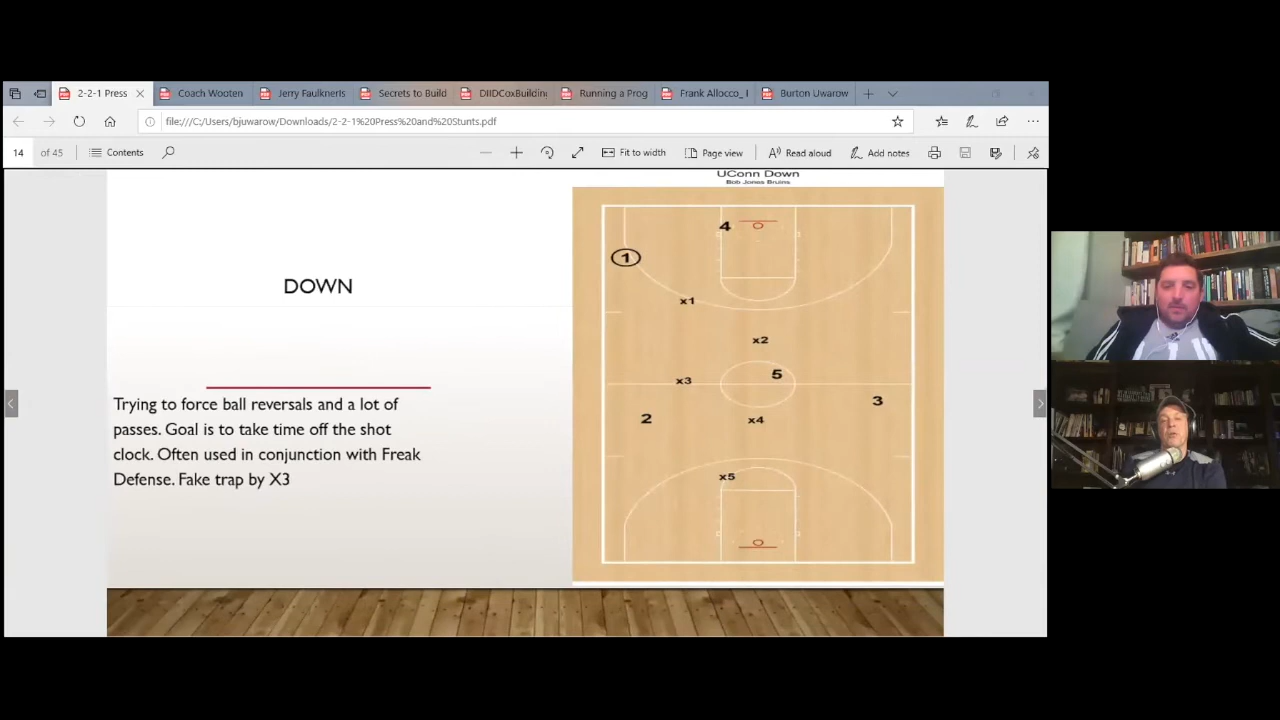 2-2-1 Press
Coach Wooten
Jerry Faulkneris
Secrets to Build
DIIDCoxBuilding
Running a Prog
Frank Allocco_
Burton Uwarow
file:///C:/Users/bjuwarow/Downloads/2-2-1%20Press%20and%20Stunts.pdf
14 of 45
Contents
Fit to width
Page view
Read aloud
Add notes
UConn Down
Bob Jones Bruins
DOWN
Trying to force ball reversals and a lot of
passes. Goal is to take time off the shot
clock. Often used in conjunction with Freak
Defense. Fake trap by X3
4
1
x1
x2
5
x3
3
2
x4
x5